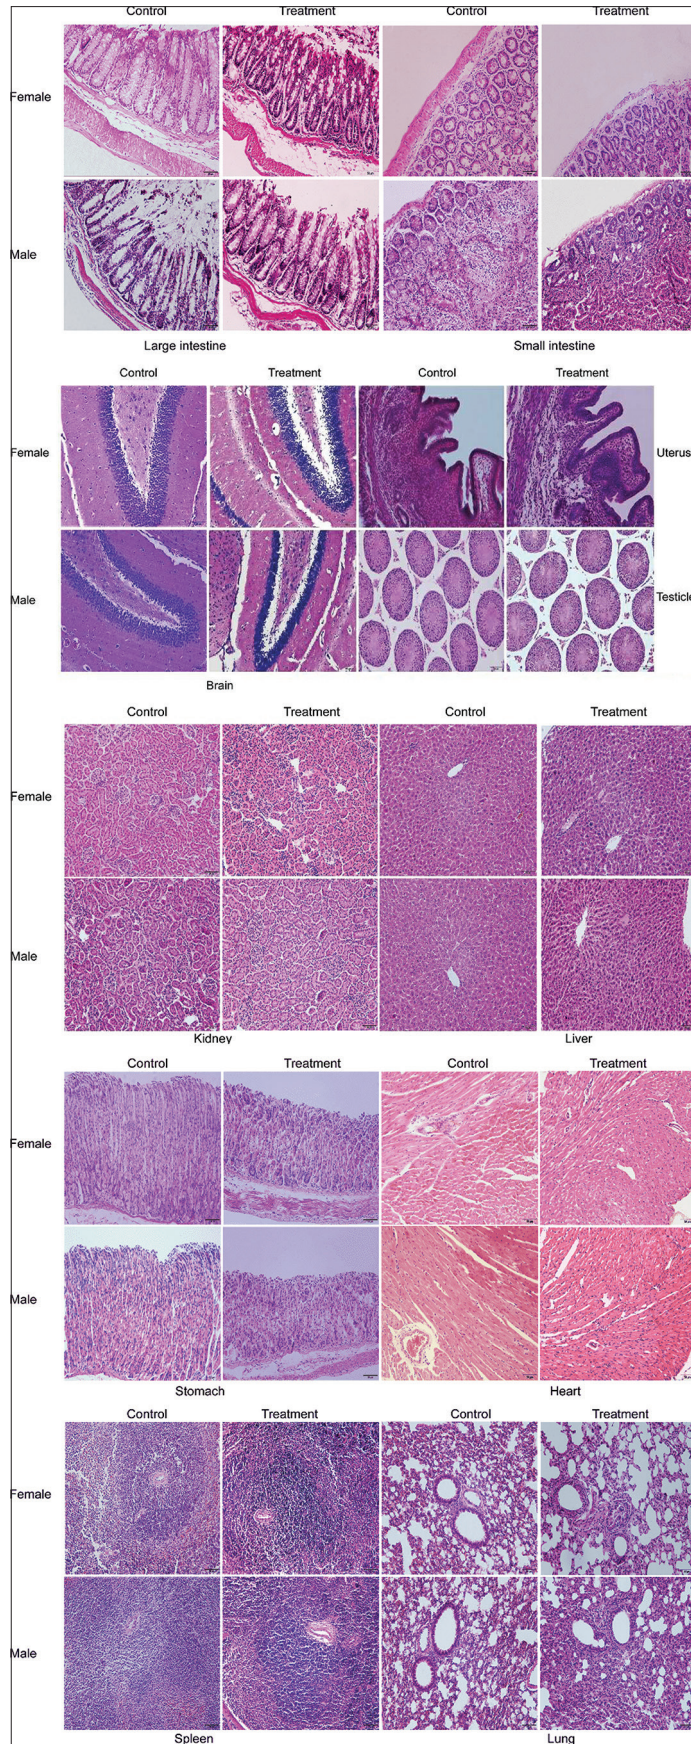 Control Treatment Control Treatment
Female
Male
Large intestine Small intestine
Control Treatment Control Treatment
Female Uterus
Male Testicle
Brain
Control Treatment Control Treatment
Female
Male
Kidney Liver
Control Treatment Control Treatment
Female
Male
Stomach Heart
Control Treatment Control Treatment
Female
Male
Spleen Lung